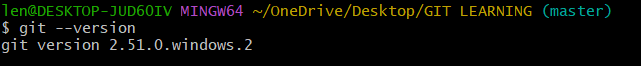 len@DESKTOP-JUD6OIV MINGW64 ~/OneDrive/Desktop/GIT LEARNING (master)
$ git --version
git version 2.51.0.windows.2